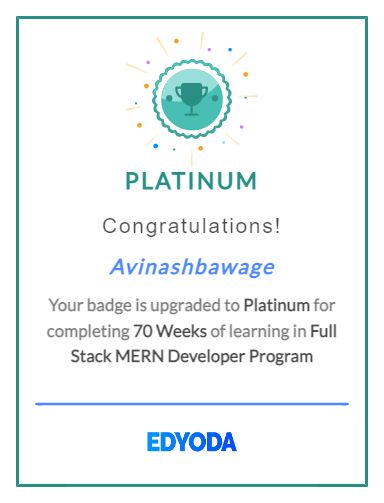 PLATINUM
Congratulations!
Avinashbawage
Your badge is upgraded to Platinum for
completing 70 Weeks of learning in Full
Stack MERN Developer Program
EDYODA